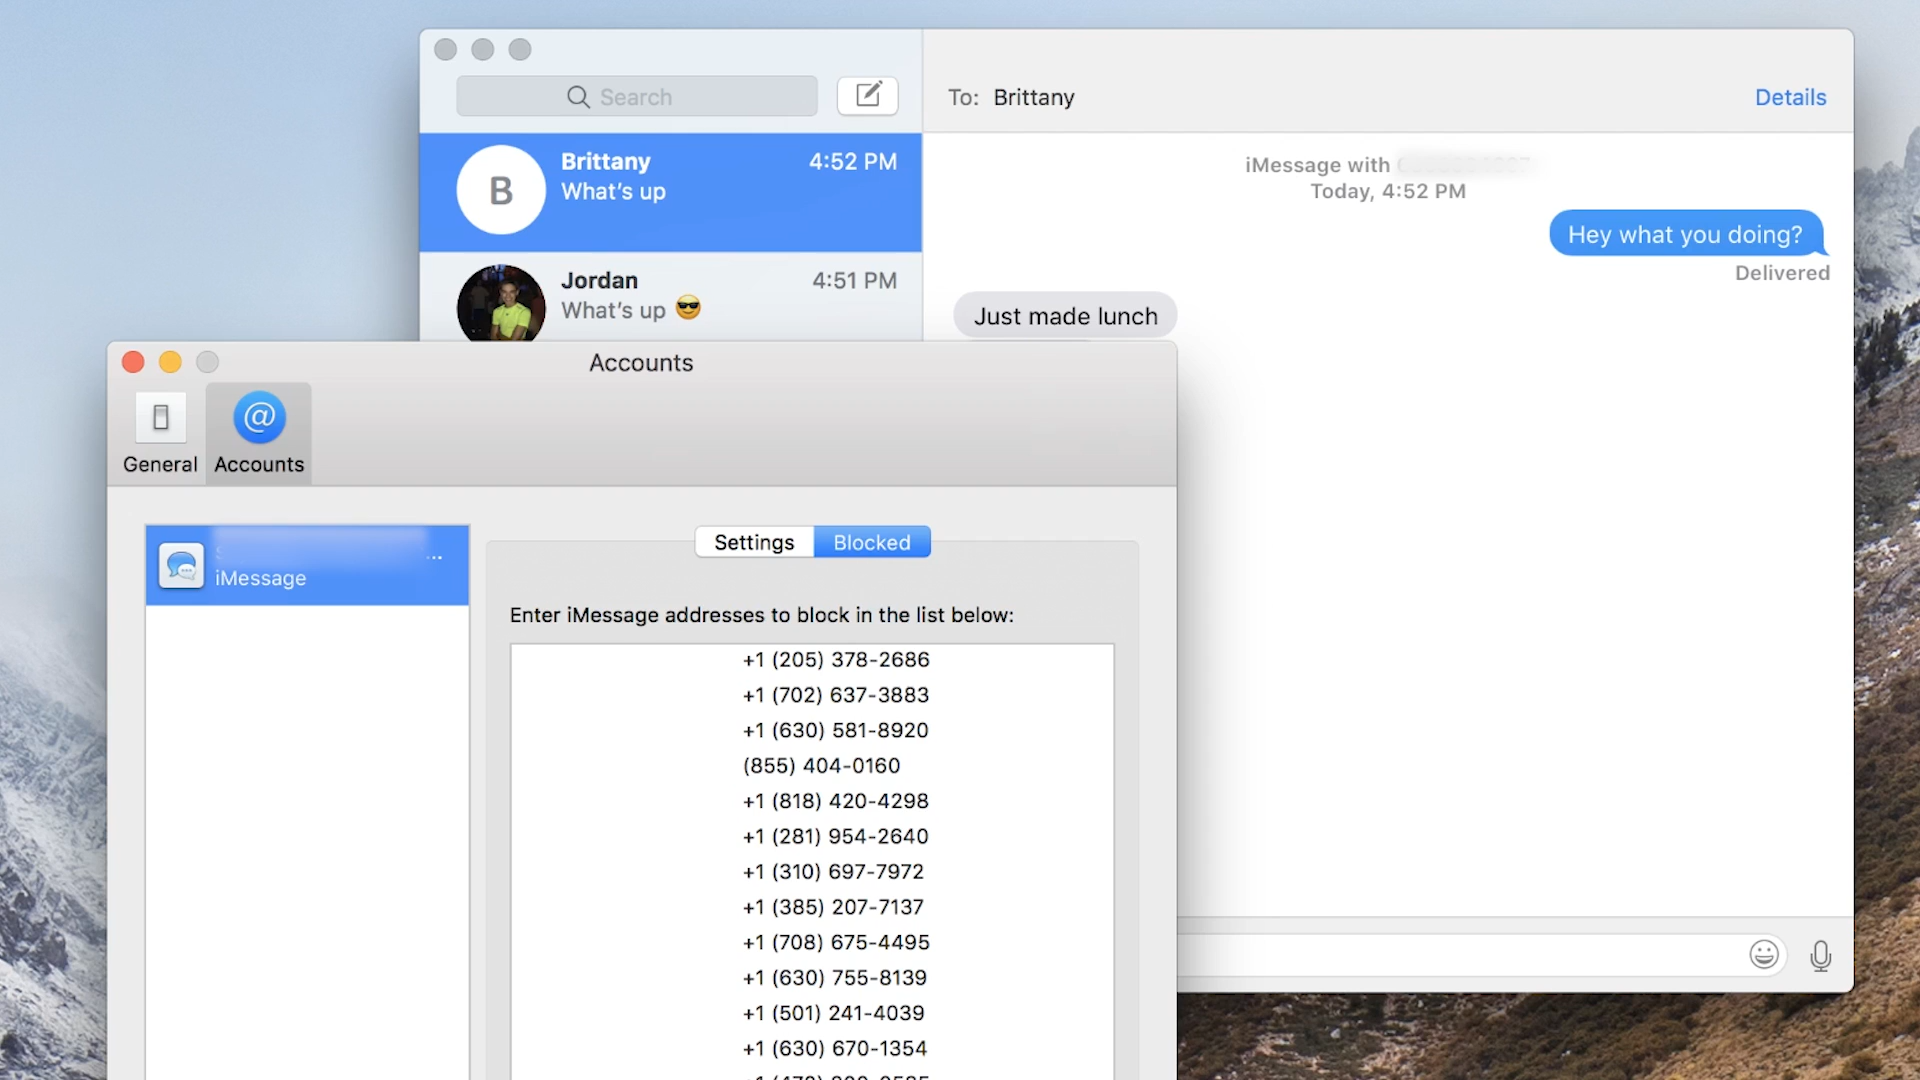 Search
To: Brittany
Details
B
Brittany
4:52 PM
What's up
Jordan
4:51 PM
What's up 😎
iMessage with
Today, 4:52 PM
Hey what you doing?
Delivered
Just made lunch
Accounts
@
General
Accounts
...
iMessage
Settings
Blocked
Enter iMessage addresses to block in the list below:
+1 (205) 378-2686
+1 (702) 637-3883
+1 (630) 581-8920
(855) 404-0160
+1 (818) 420-4298
+1 (281) 954-2640
+1 (310) 697-7972
+1 (385) 207-7137
+1 (708) 675-4495
+1 (630) 755-8139
+1 (501) 241-4039
+1 (630) 670-1354